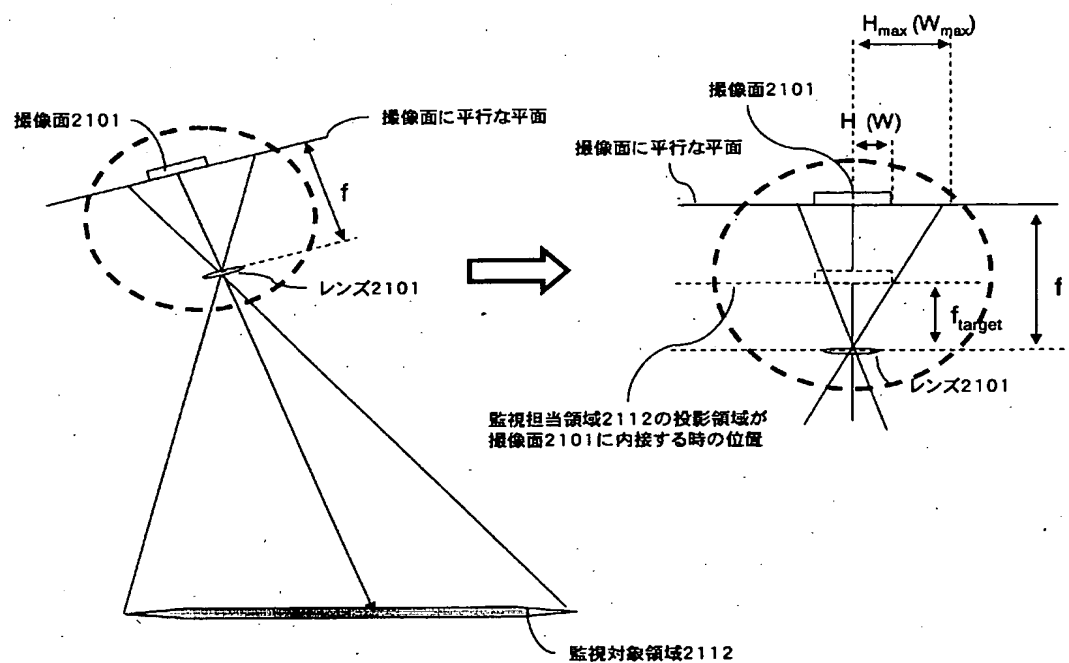 撮像面2101
撮像面に平行な平面
f
レンズ2101
監視対象領域2112
Hmax (Wmax)
撮像面2101
H (W)
撮像面に平行な平面
f
ftarget
レンズ2101
監視担当領域2112の投影領域が
撮像面2101に内接する時の位置